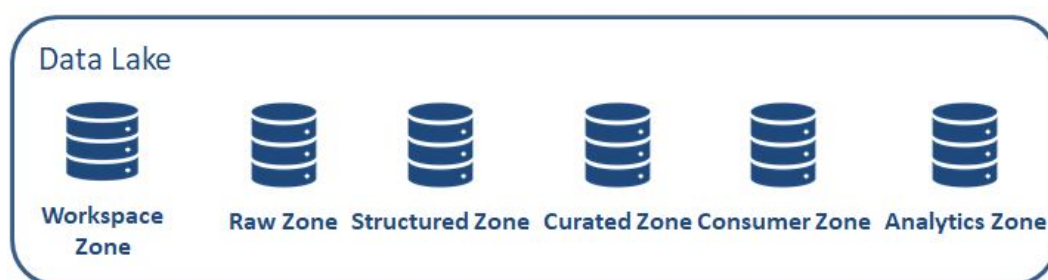 Data Lake
Workspace
Zone
Raw Zone
Structured Zone
Curated Zone
Consumer Zone
Analytics Zone